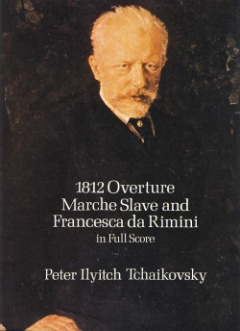 1812 Overture
Marche Slave and
Francesca da Rimini
in Full Score
Peter Ilyitch Tchaikovsky